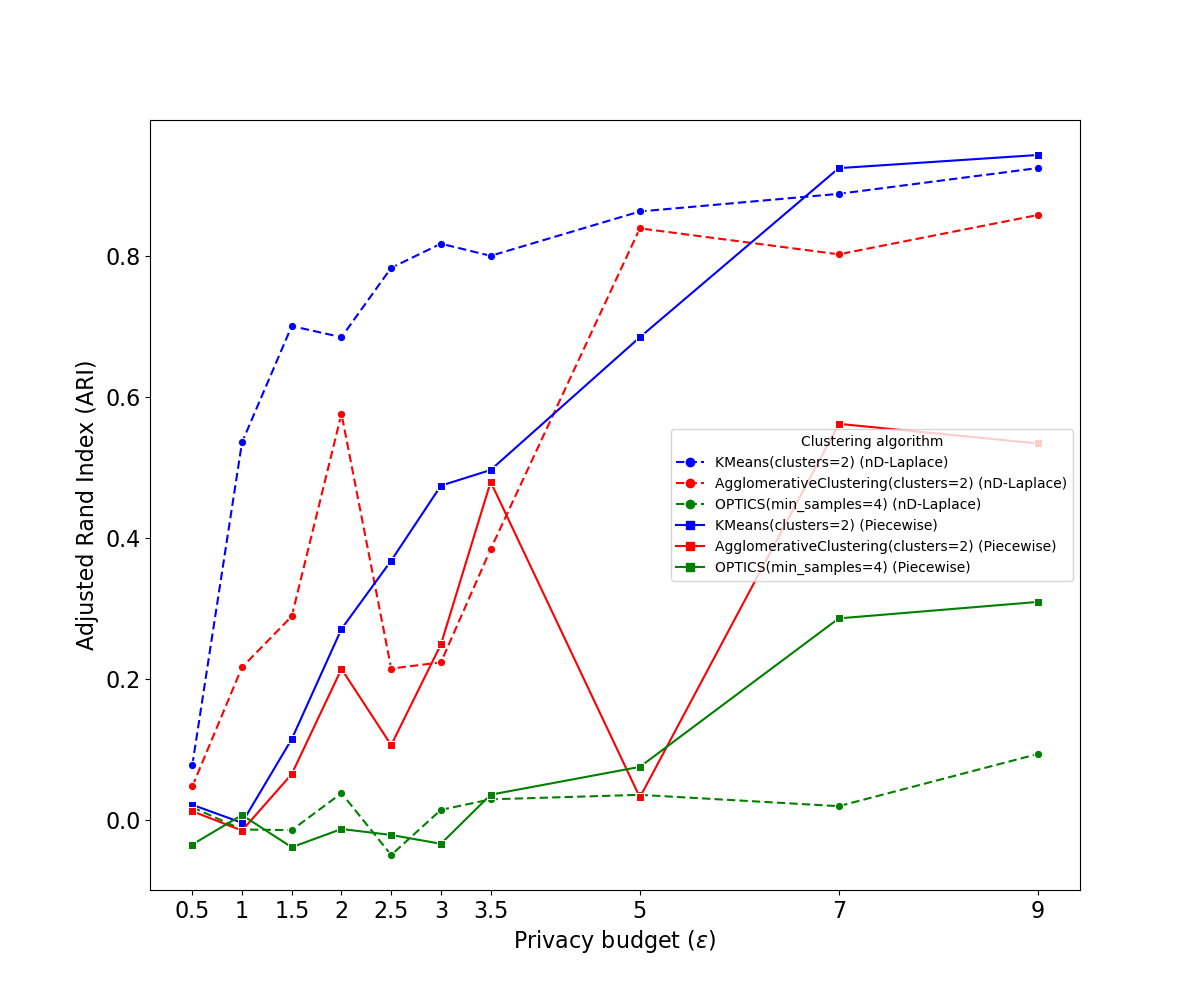 Adjusted Rand Index (ARI)
0.8
0.6
0.4
0.2
0.0
Clustering algorithm
KMeans(clusters=2) (nD-Laplace)
AgglomerativeClustering(clusters=2) (nD-Laplace)
OPTICS(min_samples=4) (nD-Laplace)
KMeans(clusters=2) (Piecewise)
AgglomerativeClustering(clusters=2) (Piecewise)
OPTICS(min_samples=4) (Piecewise)
0.5 1 1.5 2 2.5 3 3.5 5 7 9
Privacy budget (ε)